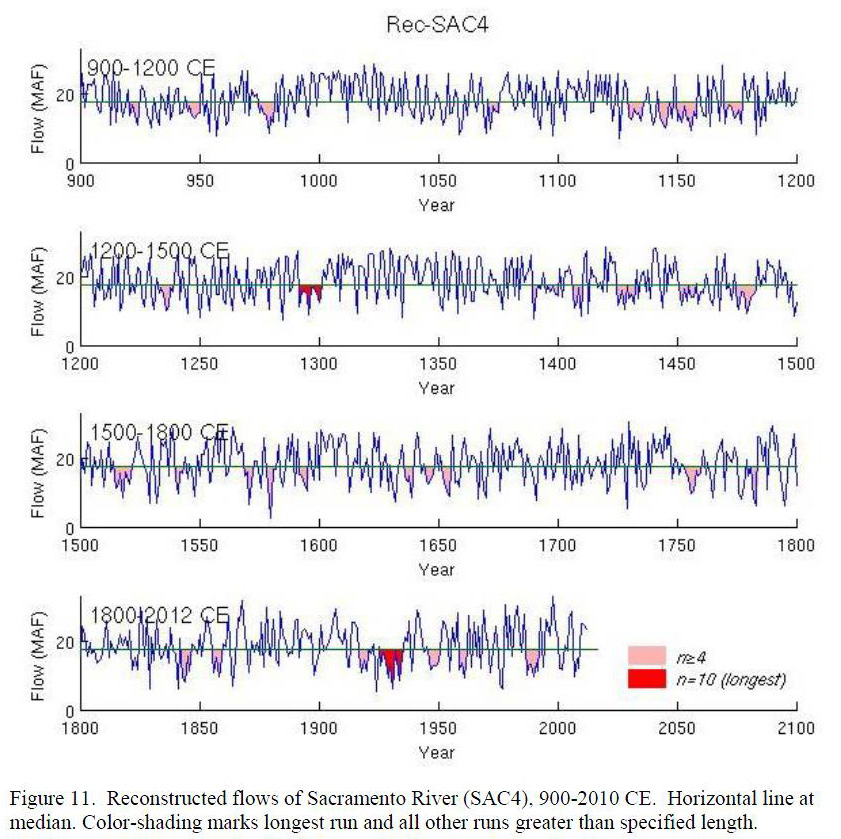 Rec-SAC4
900-1200 CE
Flow (MAF)
20
0
900 950 1000 1050 1100 1150 1200
Year
1200-1500 CE
Flow (MAF)
20
0
1200 1250 1300 1350 1400 1450 1500
Year
1500-1800 CE
Flow (MAF)
20
0
1500 1550 1600 1650 1700 1750 1800
Year
1800-2012 CE
Flow (MAF)
20
0
n≥4
n=10 (longest)
1800 1850 1900 1950 2000 2050 2100
Year
Figure 11. Reconstructed flows of Sacramento River (SAC4), 900-2010 CE. Horizontal line at
median. Color-shading marks longest run and all other runs greater than specified length.